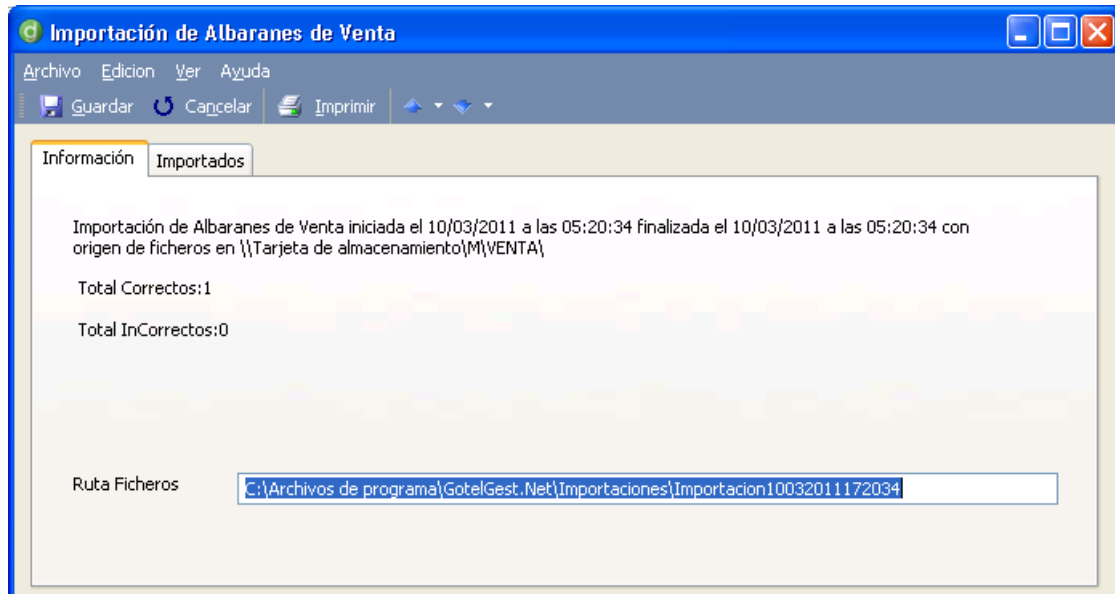 Importación de Albaranes de Venta
Archivo Edicion Ver Ayuda
Guardar Cancelar Imprimir
Información Importados
Importación de Albaranes de Venta iniciada el 10/03/2011 a las 05:20:34 finalizada el 10/03/2011 a las 05:20:34 con
origen de ficheros en \\Tarjeta de almacenamiento\M\VENTA\
Total Correctos:1
Total InCorrectos:0
Ruta Ficheros C:\Archivos de programa\GotelGest.Net\Importaciones\Importacion10032011172034